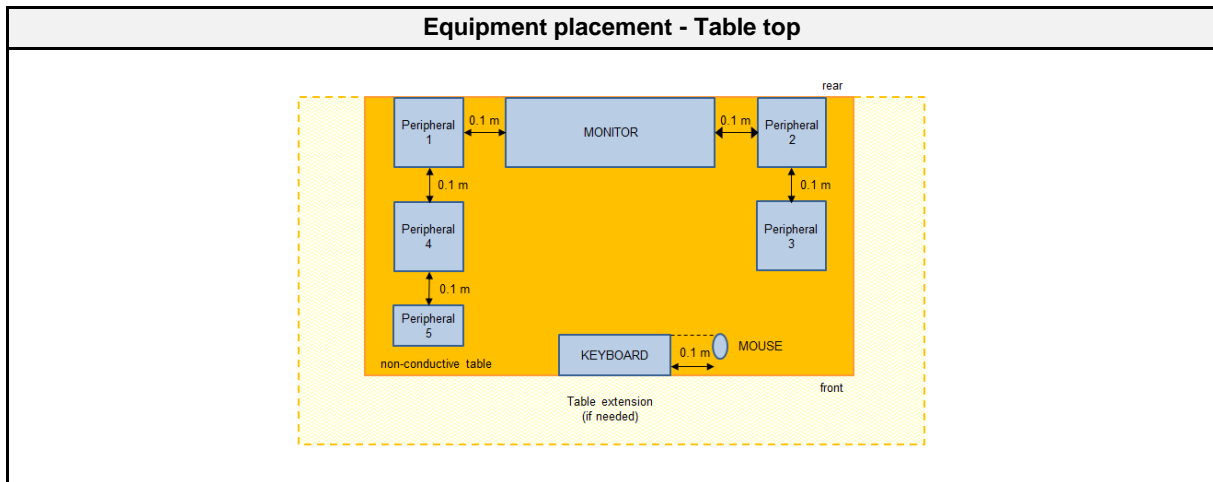 Equipment placement - Table top
rear
Peripheral
1
0.1 m
MONITOR
0.1 m
Peripheral
2
0.1 m
0.1 m
Peripheral
4
Peripheral
3
0.1 m
Peripheral
5
KEYBOARD
0.1 m
MOUSE
non-conductive table
front
Table extension
(if needed)